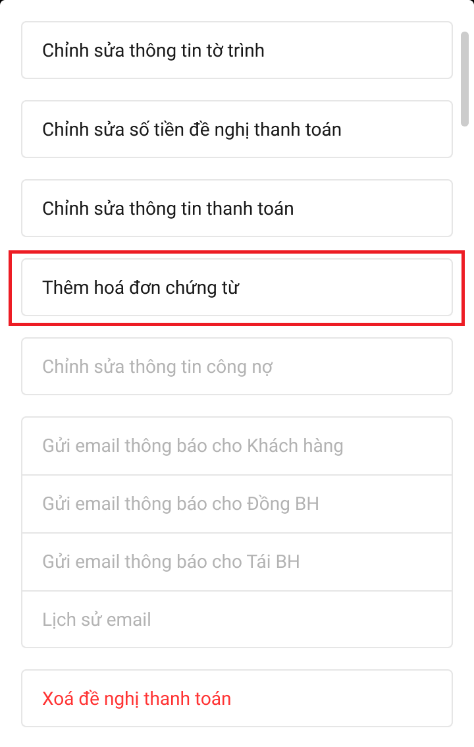 Chỉnh sửa thông tin tờ trình
Chỉnh sửa số tiền đề nghị thanh toán
Chỉnh sửa thông tin thanh toán
Thêm hoá đơn chứng từ
Chỉnh sửa thông tin công nợ
Gửi email thông báo cho Khách hàng
Gửi email thông báo cho Đồng BH
Gửi email thông báo cho Tái BH
Lịch sử email
Xoá đề nghị thanh toán